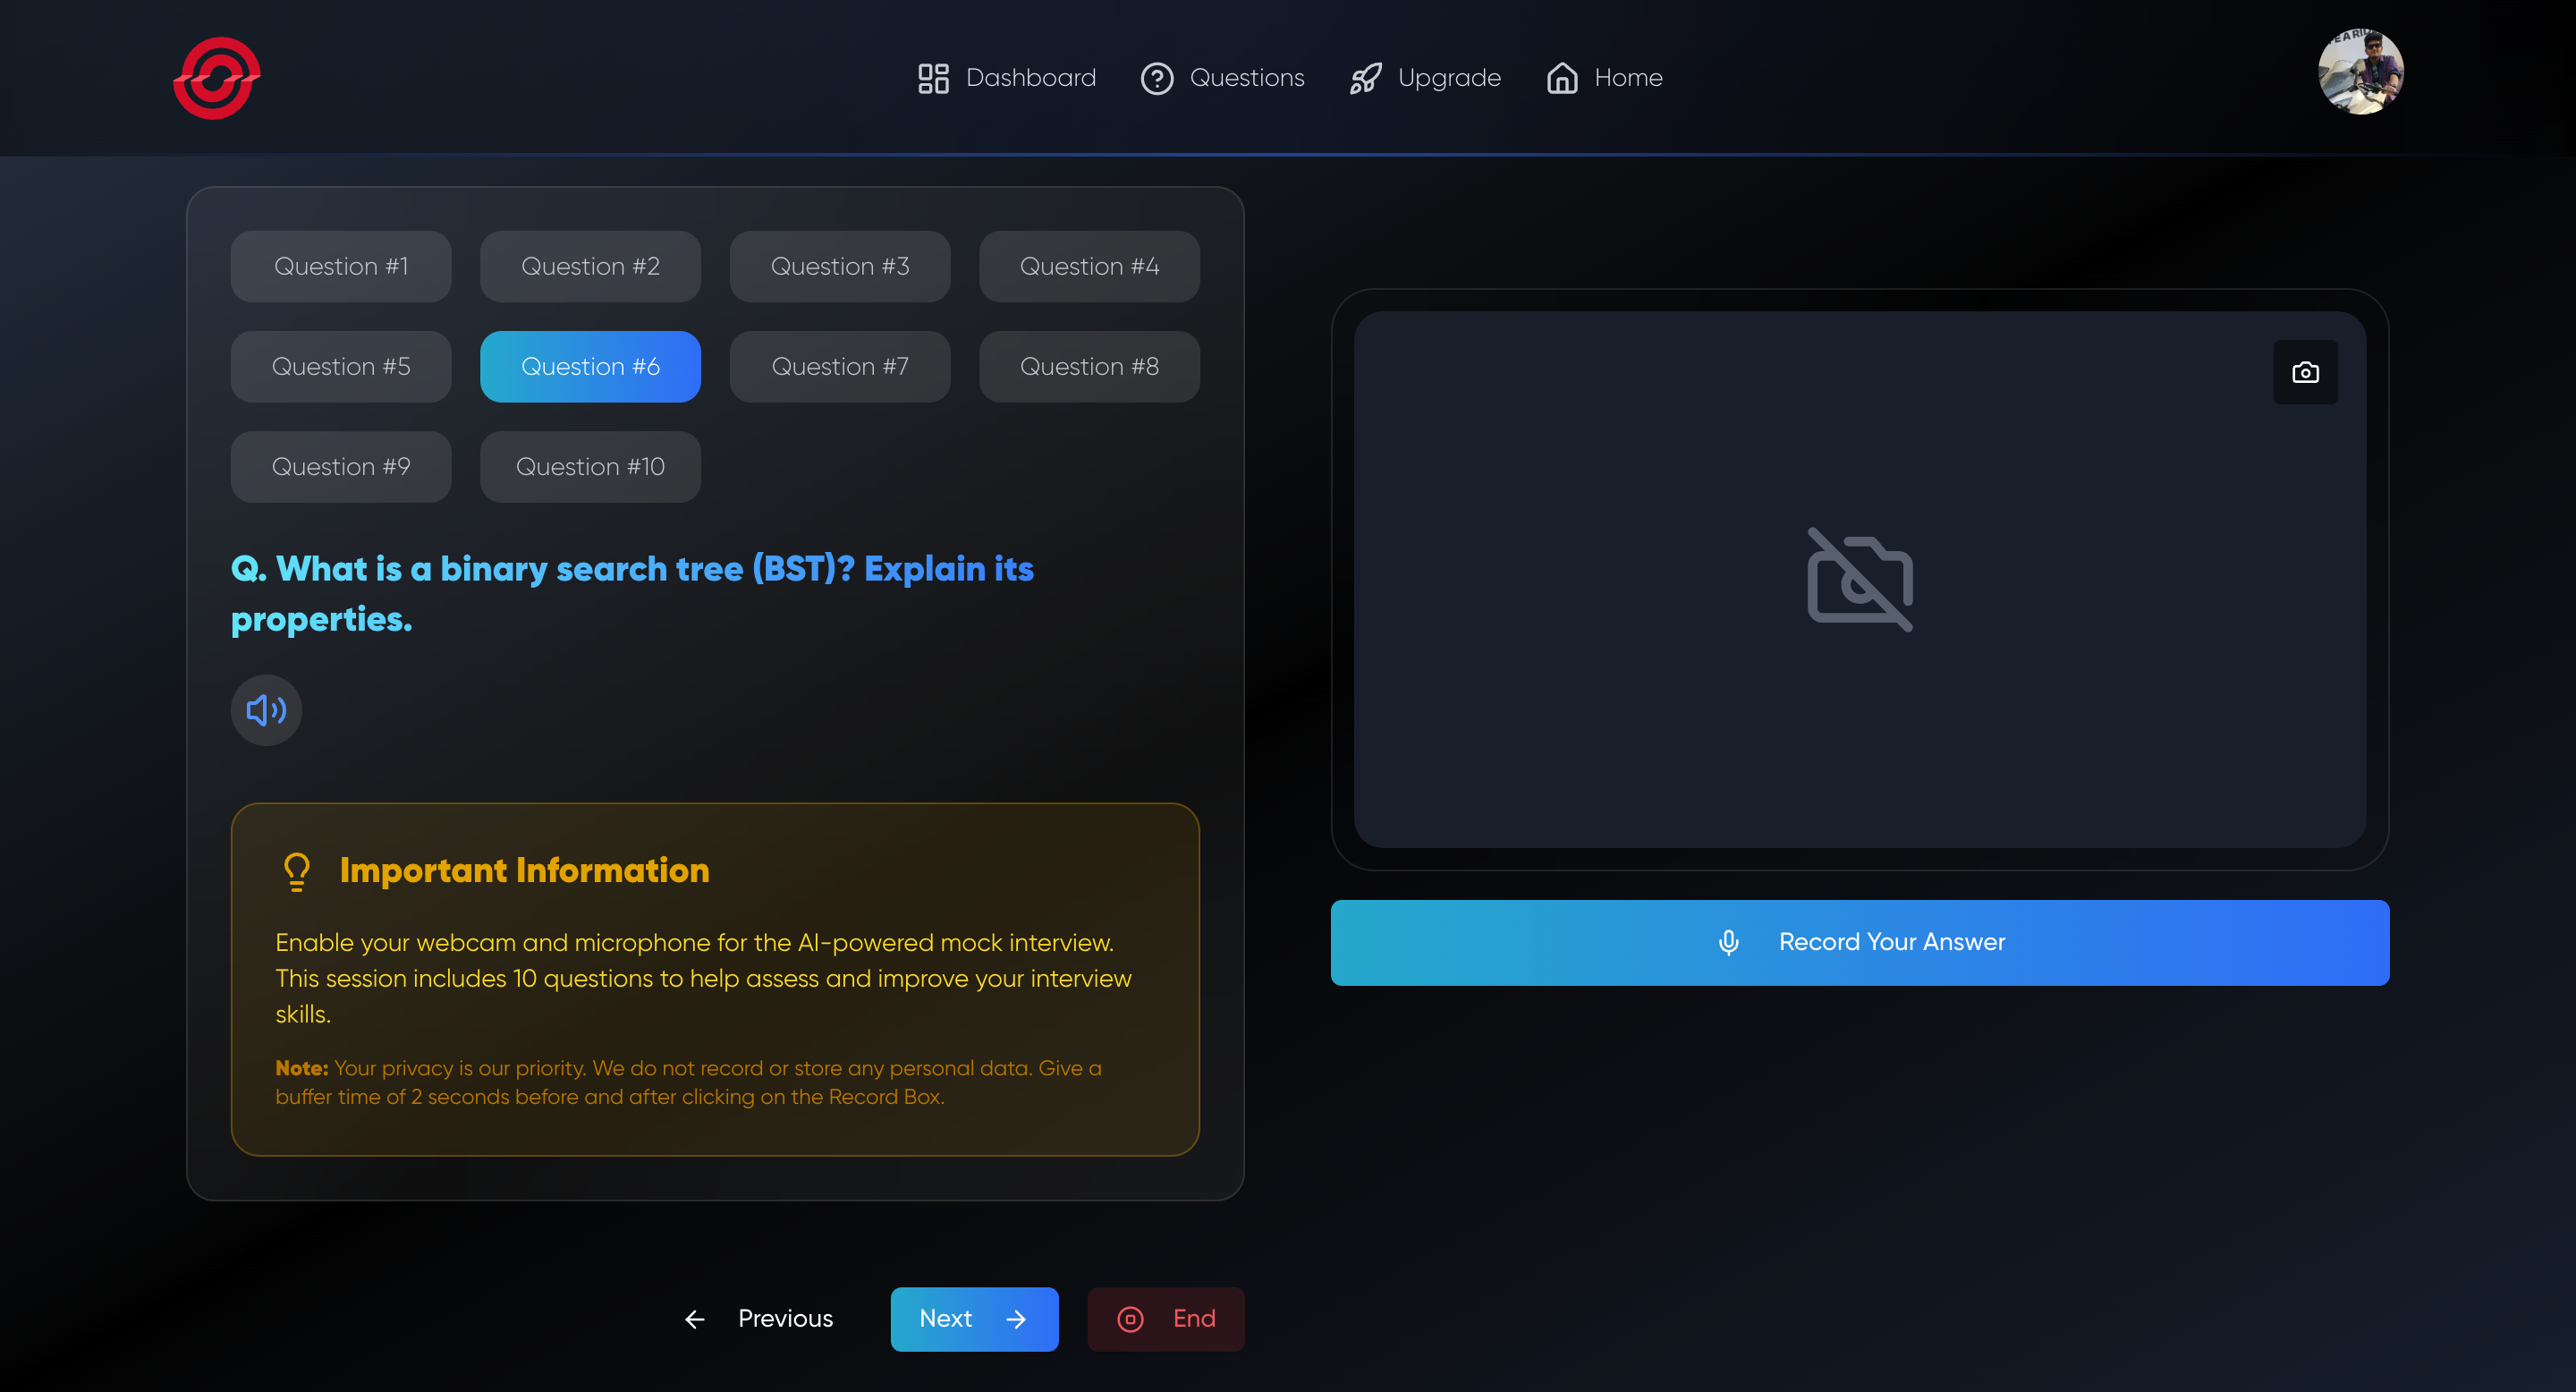 Dashboard
Questions
Upgrade
Home
Question #1
Question #2
Question #3
Question #4
Question #5
Question #6
Question #7
Question #8
Question #9
Question #10
Q. What is a binary search tree (BST)? Explain its
properties.
Important Information
Enable your webcam and microphone for the AI-powered mock interview.
This session includes 10 questions to help assess and improve your interview
skills.
Note: Your privacy is our priority. We do not record or store any personal data. Give a
buffer time of 2 seconds before and after clicking on the Record Box.
Record Your Answer
Previous
Next
End